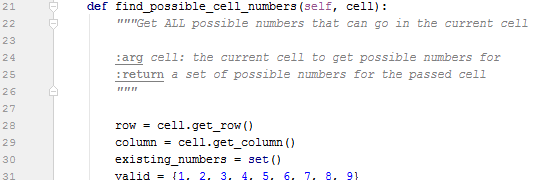 21 def find_possible_cell_numbers(self, cell):
22 """Get ALL possible numbers that can go in the current cell
23
24 :arg cell: the current cell to get possible numbers for
25 :return a set of possible numbers for the passed cell
26 """
27
28 row = cell.get_row()
29 column = cell.get_column()
30 existing_numbers = set()
31 valid = {1, 2, 3, 4, 5, 6, 7, 8, 9}